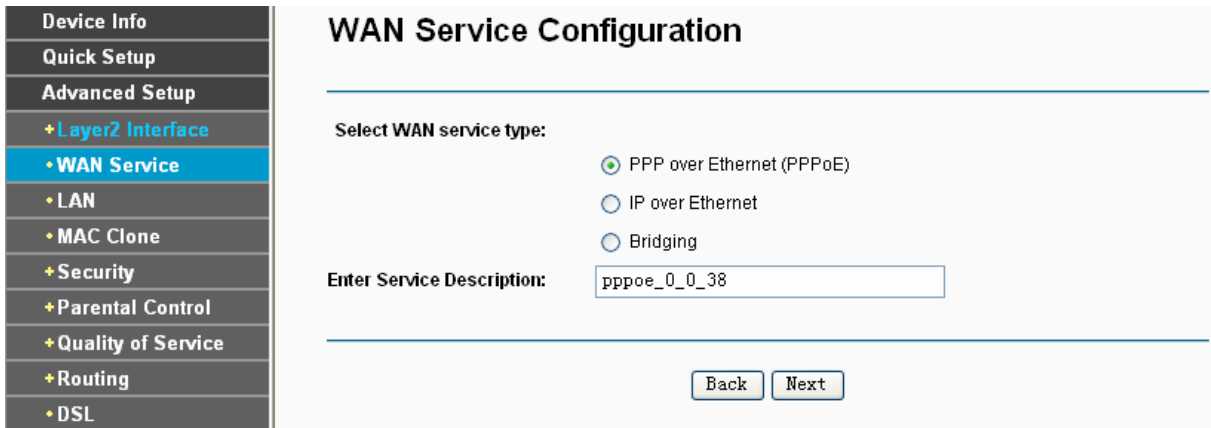 Device Info
Quick Setup
Advanced Setup
+Layer2 Interface
•WAN Service
•LAN
•MAC Clone
+Security
+Parental Control
+Quality of Service
+Routing
•DSL
WAN Service Configuration
Select WAN service type:
PPP over Ethernet (PPPoE)
IP over Ethernet
Bridging
Enter Service Description: pppoe_0_0_38
Back Next